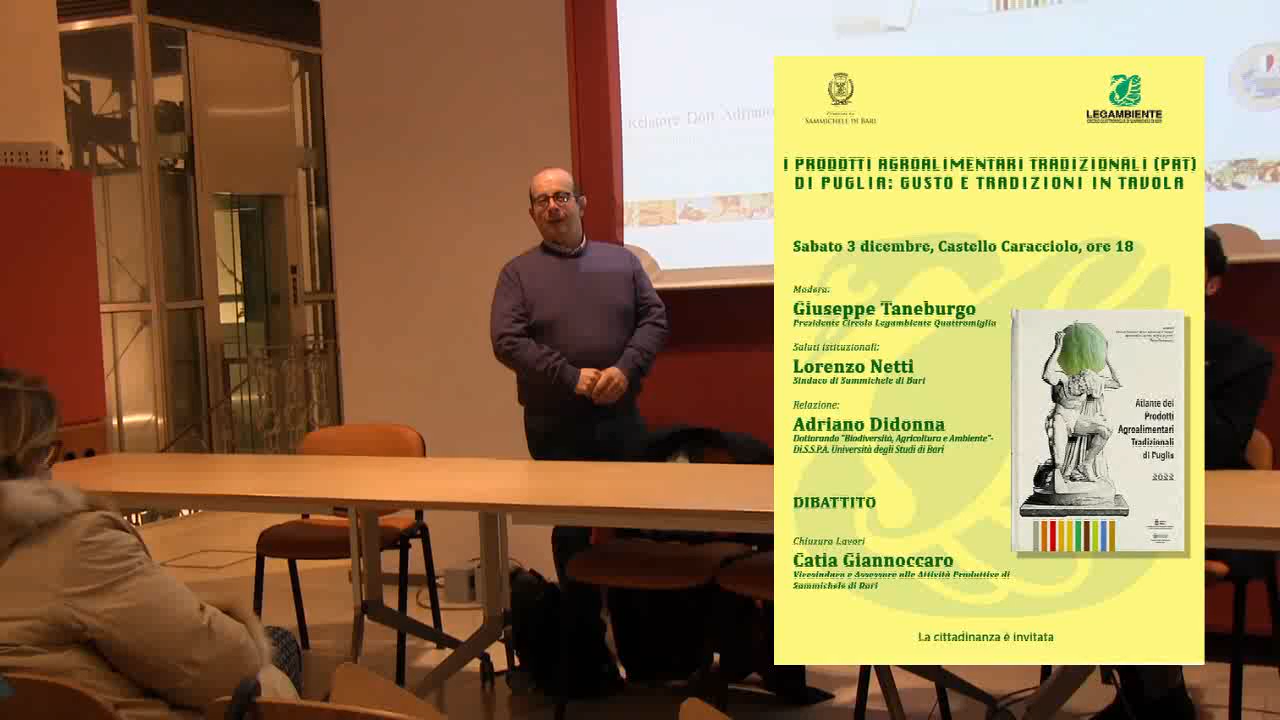 Relatore Dott. Adriano
Comune di
SAMMICHELE DI BARI
LEGAMBIENTE
I PRODOTTI AGROALIMENTARI TRADIZIONALI (PAT)
DI PUGLIA: GUSTO E TRADIZIONI IN TAVOLA
Sabato 3 dicembre, Castello Caracciolo, ore 18
Modera:
Giuseppe Taneburgo
Presidente Circolo Legambiente Quattromiglia
Saluti istituzionali:
Lorenzo Netti
Sindaco di Sammichele di Bari
Relazione:
Adriano Didonna
Dottorando "Biodiversità, Agricoltura e Ambiente"-
Di.S.S.P.A. Università degli Studi di Bari
Atlante dei
Prodotti
Agroalimentari
Tradizionali
di Puglia
2022
DIBATTITO
Chiusura Lavori
Catia Giannoccaro
Vicesindaco e Assessore alle Attività Produttive di
Sammichele di Bari
La cittadinanza è invitata